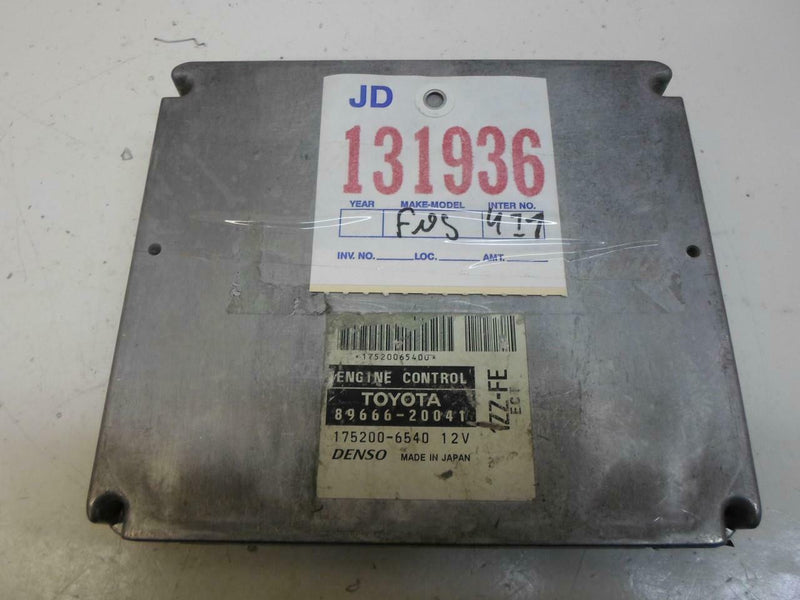 JD
131936
YEAR MAKE-MODEL INTER NO.
INV. NO. LOC. AMT.
*1752006540U*
ENGINE CONTROL
TOYOTA
89666-20041
175200-6540 12V
DENSO MADE IN JAPAN
1ZZ-FE
ECT